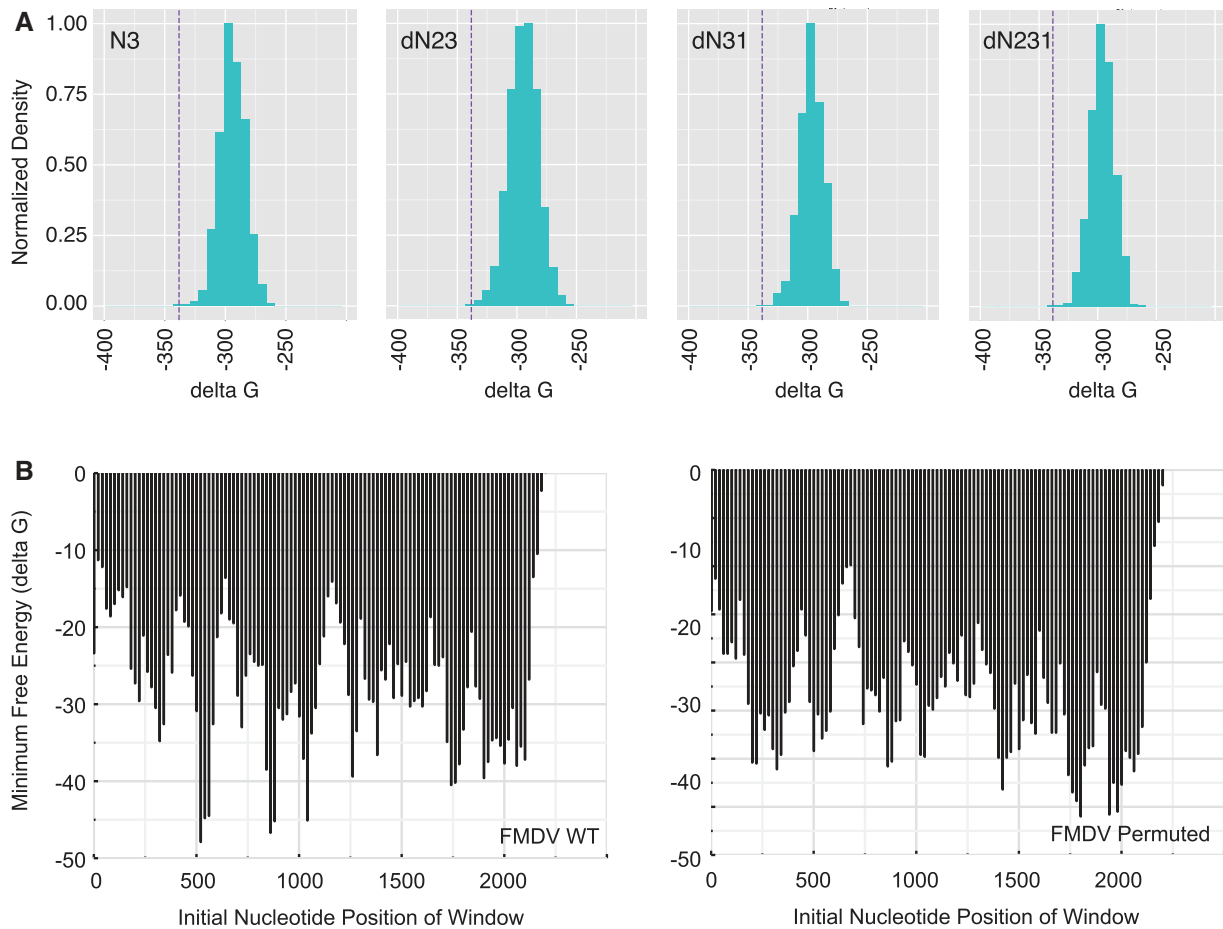 A
N3
dN23
dN31
dN231
Normalized Density
1.00
0.75
0.50
0.25
0.00
-400
-350
-300
-250
-400
-350
-300
-250
-400
-350
-300
-250
-400
-350
-300
-250
delta G
delta G
delta G
delta G
B
Minimum Free Energy (delta G)
0
-10
-20
-30
-40
-50
FMDV WT
0
500
1000
1500
2000
Initial Nucleotide Position of Window
0
-10
-20
-30
-40
-50
FMDV Permuted
0
500
1000
1500
2000
Initial Nucleotide Position of Window